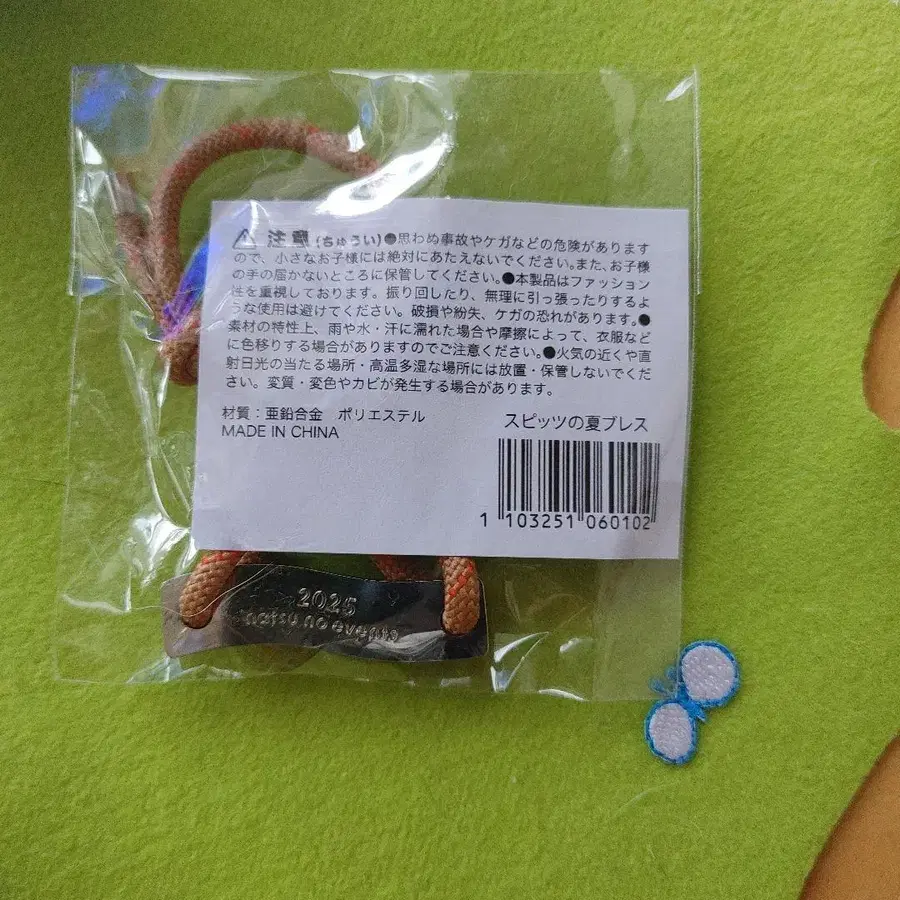 ⚠ 注意(ちゅうい)●思わぬ事故やケガなどの危険があります
ので、小さなお子様には絶対にあたえないでください。また、お子様
の手の届かないところに保管してください。●本製品はファッション
性を重視しております。振り回したり、無理に引っ張ったりするよ
うな使用は避けてください。破損や紛失、ケガの恐れがあります。●
素材の特性上、雨や水・汗に濡れた場合や摩擦によって、衣服など
に色移りする場合がありますのでご注意ください。●火気の近くや直
射日光の当たる場所・高温多湿な場所には放置・保管しないでくだ
さい。変質・変色やカビが発生する場合があります。
材質：亜鉛合金 ポリエステル
MADE IN CHINA
スピッツの夏ブレス
1 103251 060102
2025
natsu no evento